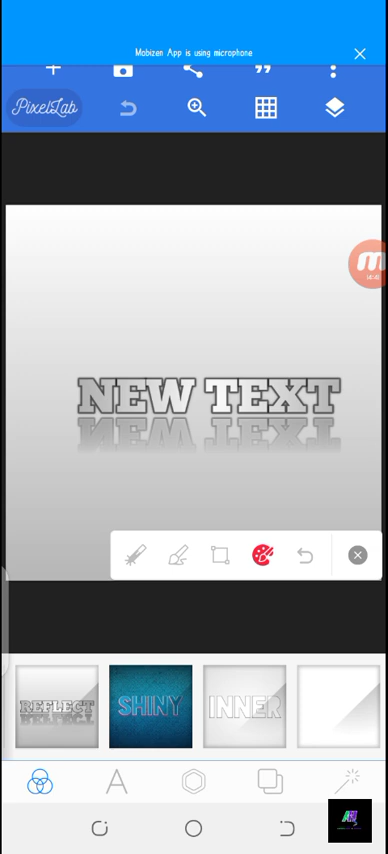 Mobizen App is using microphone
PixelLab
NEW TEXT
REFLECT
SHINY
INNER